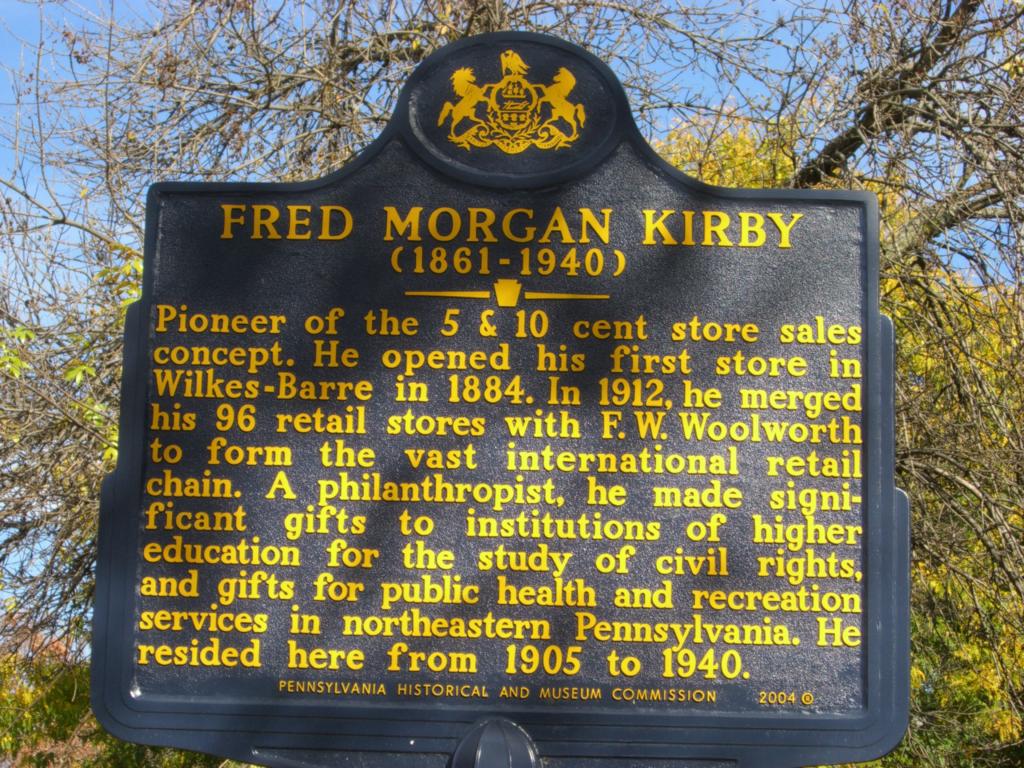 FRED MORGAN KIRBY
(1861-1940)
Pioneer of the 5 & 10 cent store sales
concept. He opened his first store in
Wilkes-Barre in 1884. In 1912, he merged
his 96 retail stores with F. W. Woolworth
to form the vast international retail
chain. A philanthropist, he made signi-
ficant gifts to institutions of higher
education for the study of civil rights,
and gifts for public health and recreation
services in northeastern Pennsylvania. He
resided here from 1905 to 1940.
PENNSYLVANIA HISTORICAL AND MUSEUM COMMISSION 2004 ©